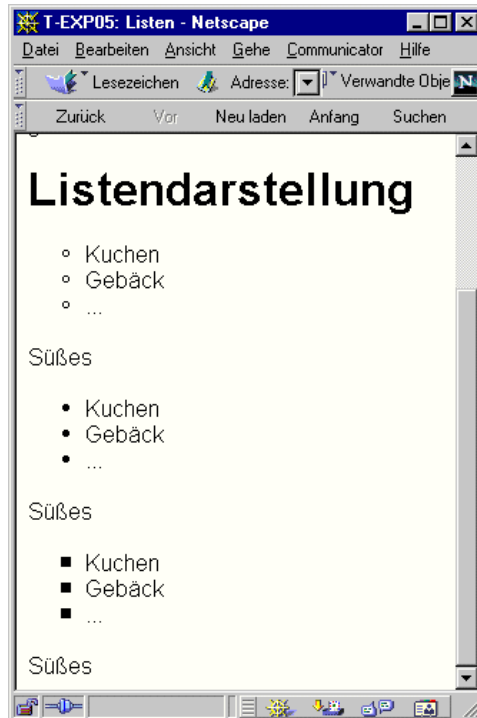 T-EXP05: Listen - Netscape
Datei Bearbeiten Ansicht Gehe Communicator Hilfe
Lesezeichen Adresse: Verwandte Obje N
Zurück Vor Neu laden Anfang Suchen
Listendarstellung
Kuchen
Gebäck
...
Süßes
Kuchen
Gebäck
...
Süßes
Kuchen
Gebäck
...
Süßes